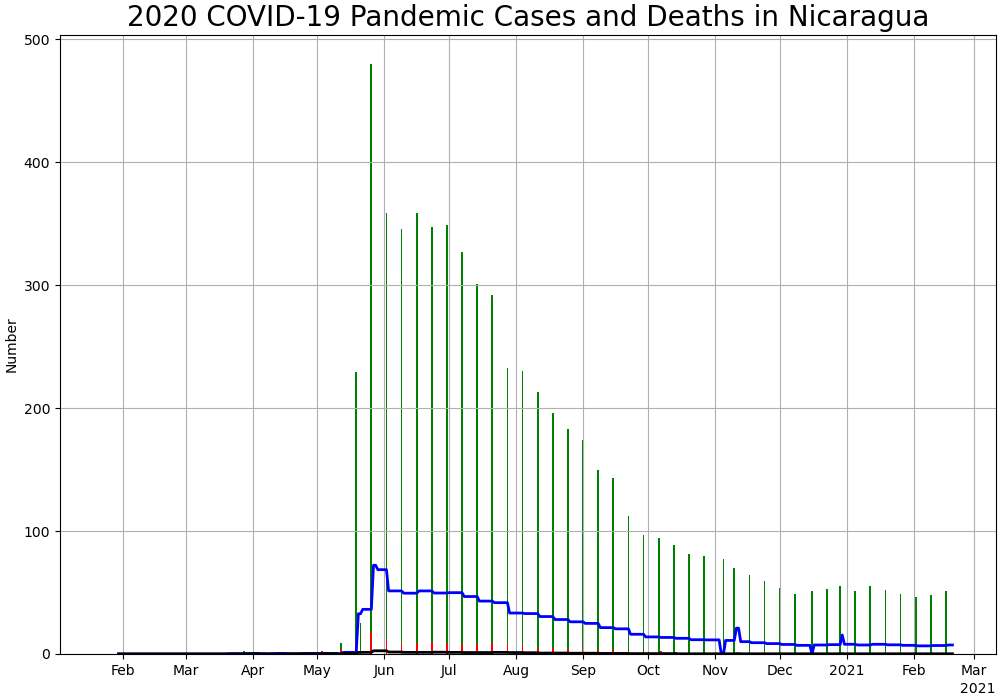 2020 COVID-19 Pandemic Cases and Deaths in Nicaragua
500
400
300
200
100
0
Number
Feb Mar Apr May Jun Jul Aug Sep Oct Nov Dec 2021 Feb Mar
2021